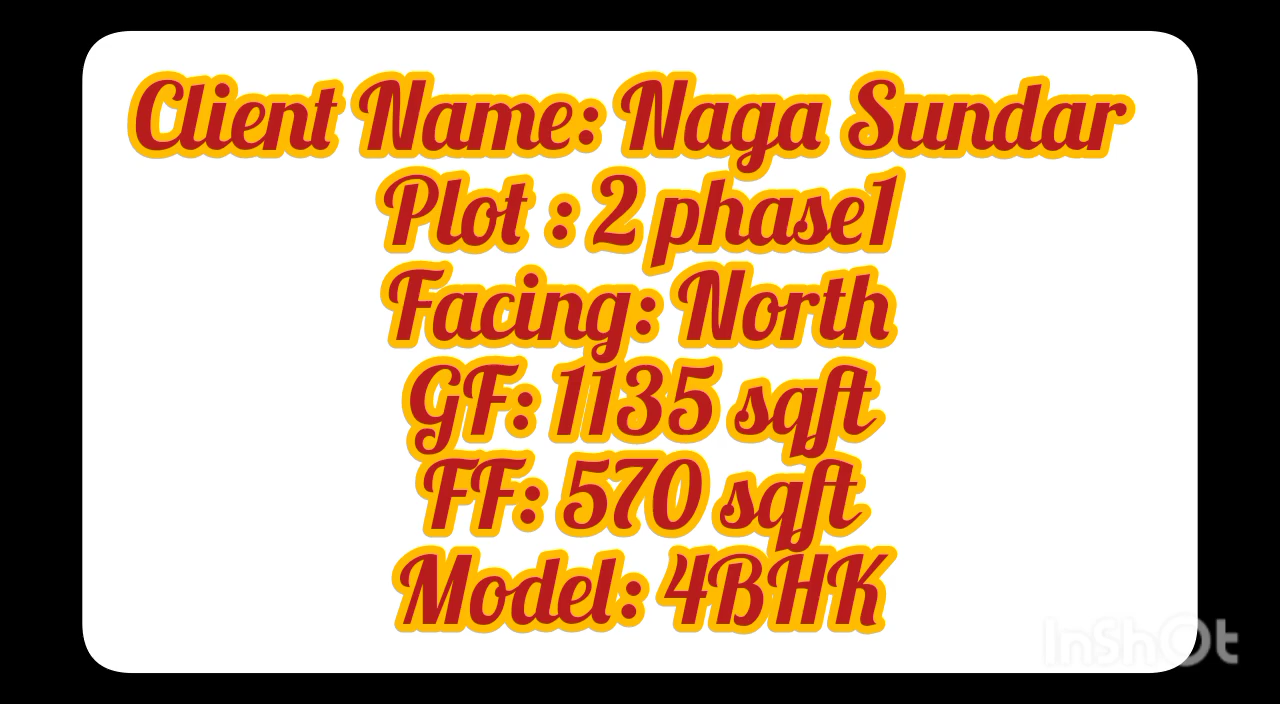 Client Name: Naga Sundar
Plot : 2 phase1
Facing: North
GF: 1135 sqft
FF: 570 sqft
Model: 4BHK
InShOt